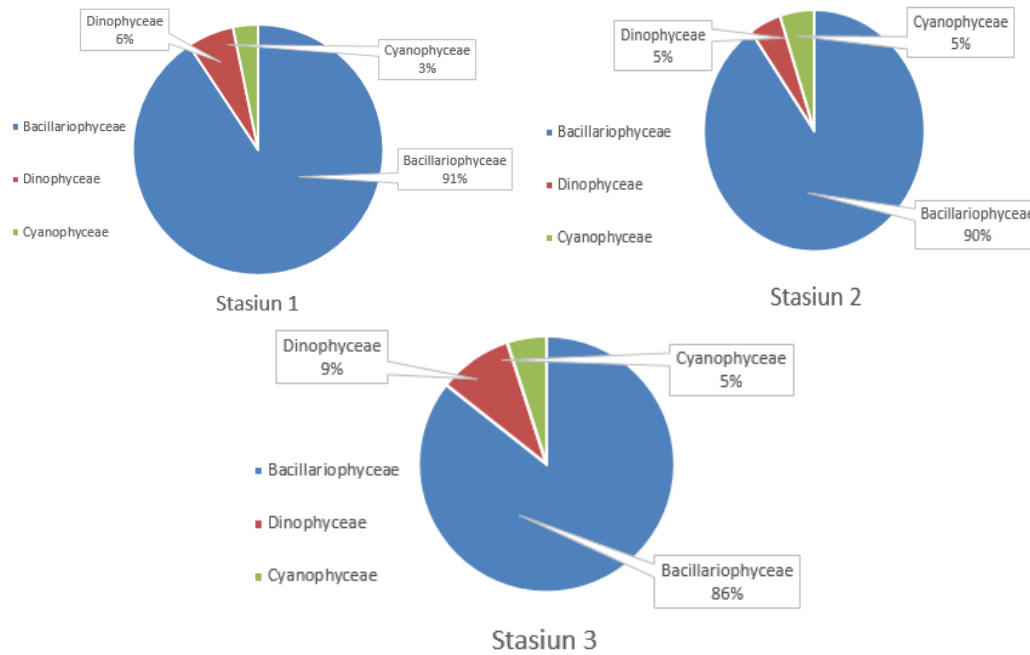 Dinophyceae
6%
Cyanophyceae
3%
Bacillariophyceae
Bacillariophyceae
91%
Dinophyceae
Cyanophyceae
Stasiun 1
Cyanophyceae
5%
Dinophyceae
5%
Bacillariophyceae
Dinophyceae
Bacillariophyceae
90%
Cyanophyceae
Stasiun 2
Dinophyceae
9%
Cyanophyceae
5%
Bacillariophyceae
Dinophyceae
Cyanophyceae
Bacillariophyceae
86%
Stasiun 3